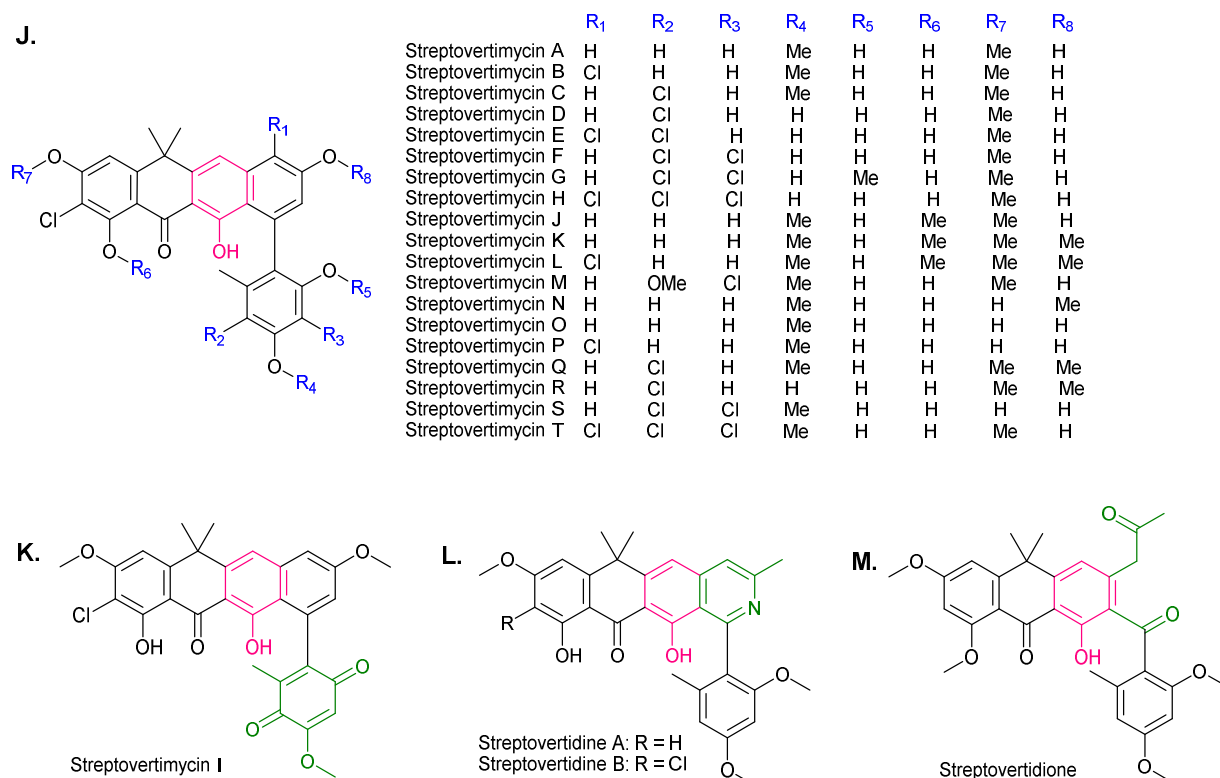 J.
R1 R2 R3 R4 R5 R6 R7 R8
Streptovertimycin A H H H Me H H Me H
Streptovertimycin B Cl H H Me H H Me H
Streptovertimycin C H Cl H Me H H Me H
Streptovertimycin D H Cl H H H H Me H
Streptovertimycin E Cl Cl H Me H H Me H
Streptovertimycin F H Cl Cl H H H Me H
Streptovertimycin G H Cl Cl H Me H Me H
Streptovertimycin H Cl Cl Cl H H H Me H
Streptovertimycin J H H H Me H Me Me H
Streptovertimycin K H H H Me H Me Me Me
Streptovertimycin L Cl H H Me H Me Me Me
Streptovertimycin M H OMe Cl Me H H Me H
Streptovertimycin N H H H Me H H H Me
Streptovertimycin O H H H Me H H H H
Streptovertimycin P Cl H H Me H H H H
Streptovertimycin Q H Cl H Me H H Me Me
Streptovertimycin R H Cl H H H H Me Me
Streptovertimycin S H Cl Cl Me H H H H
Streptovertimycin T Cl Cl Cl Me H H Me H
R1
O O
R7 R8
Cl
O O OH
R6
O
R5
R2 R3
O
R4
K.
O O
Cl
OH O OH
O
O
O
Streptovertimycin I
L.
O
N
R
OH O OH
O
O
Streptovertidine A: R = H
Streptovertidine B: R = Cl
M.
O
O
O
O O OH
O
O
Streptovertidione